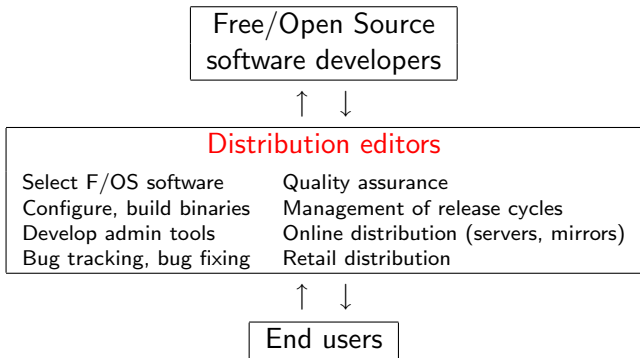 Free/Open Source
software developers
↑ ↓
Distribution editors
Select F/OS software Quality assurance
Configure, build binaries Management of release cycles
Develop admin tools Online distribution (servers, mirrors)
Bug tracking, bug fixing Retail distribution
↑ ↓
End users